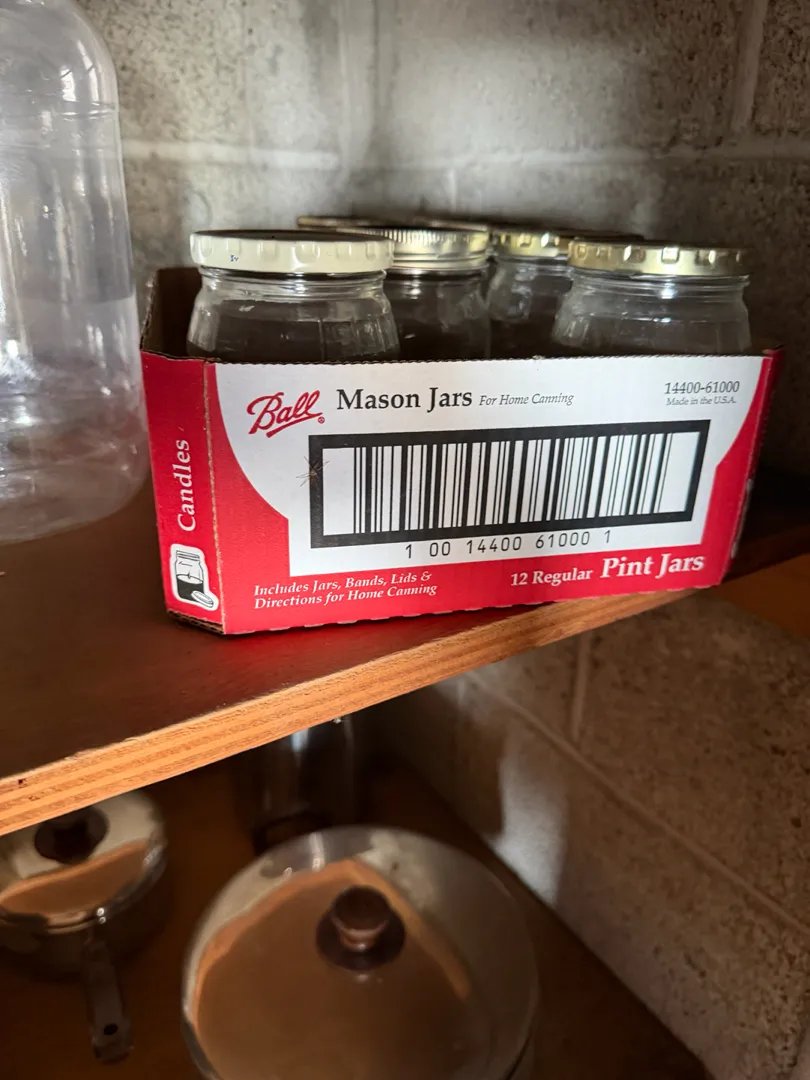 Ball® Mason Jars For Home Canning
14400-61000
Made in the U.S.A.
Candles
1 00 14400 61000 1
Includes Jars, Bands, Lids &
Directions for Home Canning
12 Regular Pint Jars